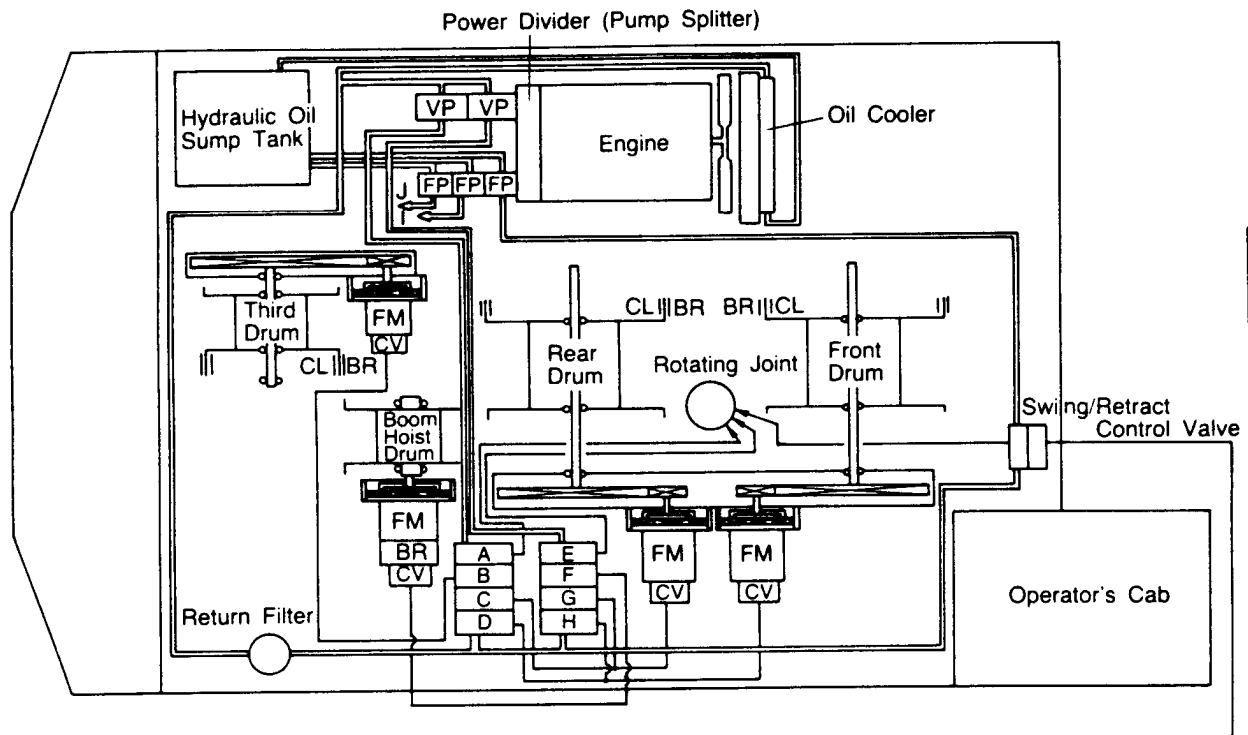 Power Divider (Pump Splitter)
Hydraulic Oil
Sump Tank
VP VP
Engine
Oil Cooler
FP FP FP
J
I
Third
Drum
FM
CV
CL BR
Rear
Drum
CL BR
BR CL
Front
Drum
Rotating Joint
Swing/Retract
Control Valve
Boom
Hoist
Drum
FM
BR
CV
A
B
C
D
E
F
G
H
FM
CV
FM
CV
Operator's Cab
Return Filter